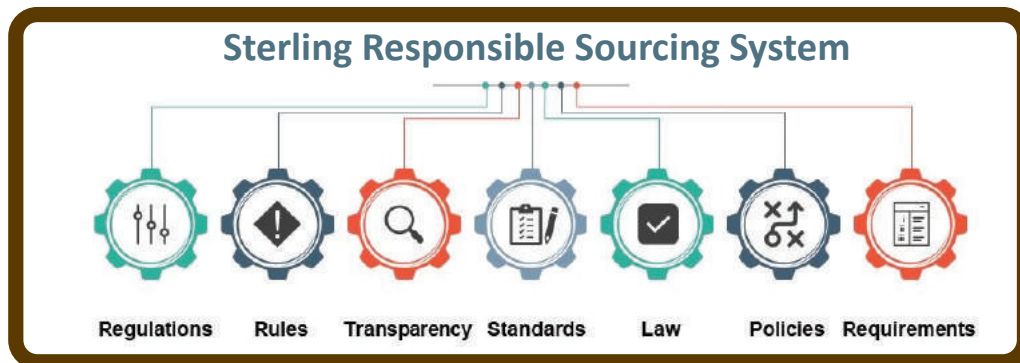 Sterling Responsible Sourcing System
Regulations Rules Transparency Standards Law Policies Requirements